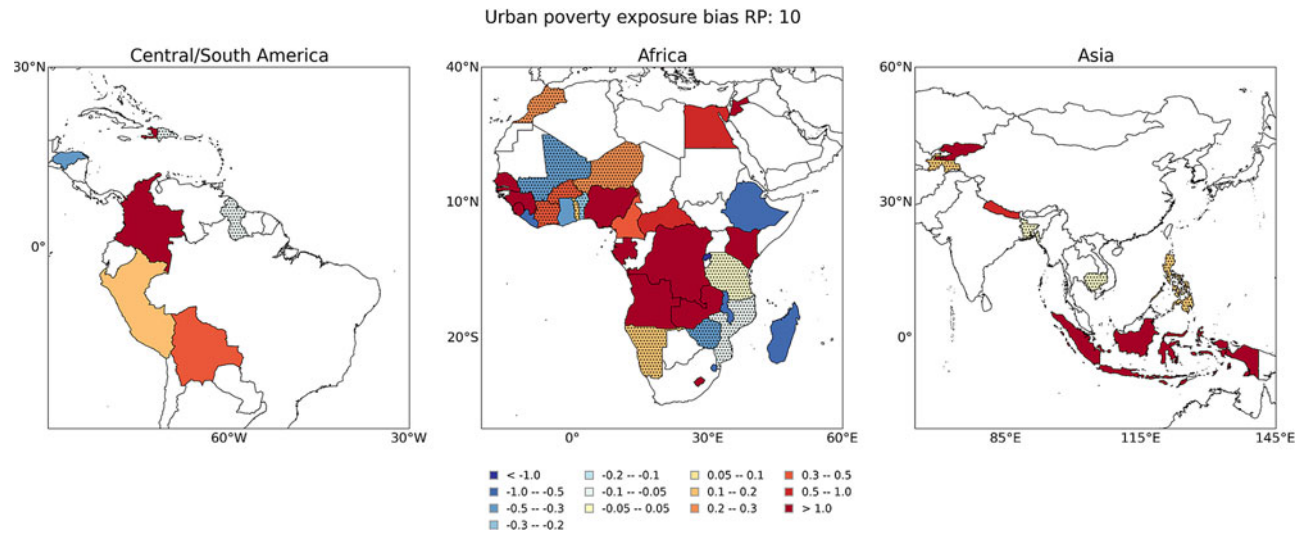 Urban poverty exposure bias RP: 10
Central/South America
Africa
Asia
30°N
0°
60°W
30°W
40°N
10°N
20°S
0°
30°E
60°E
60°N
30°N
0°
85°E
115°E
145°E
< -1.0
-1.0 -- -0.5
-0.5 -- -0.3
-0.3 -- -0.2
-0.2 -- -0.1
-0.1 -- -0.05
-0.05 -- 0.05
0.05 -- 0.1
0.1 -- 0.2
0.2 -- 0.3
0.3 -- 0.5
0.5 -- 1.0
> 1.0